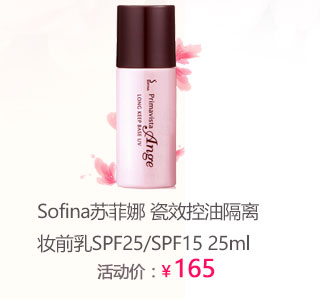 Sofina
Primavista
Ange
LONG KEEP BASE UV
Sofina苏菲娜 瓷效控油隔离
妆前乳SPF25/SPF15 25ml
活动价：¥165